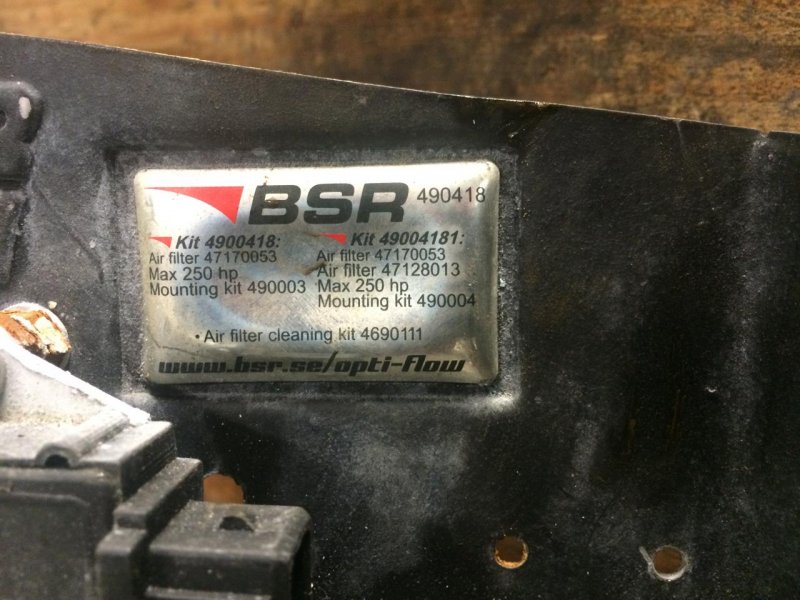 BSR 490418
Kit 4900418:
Air filter 47170053
Max 250 hp
Mounting kit 490003
Kit 49004181:
Air filter 47170053
Air filter 47128013
Max 250 hp
Mounting kit 490004
• Air filter cleaning kit 4690111
www.bsr.se/opti-flow